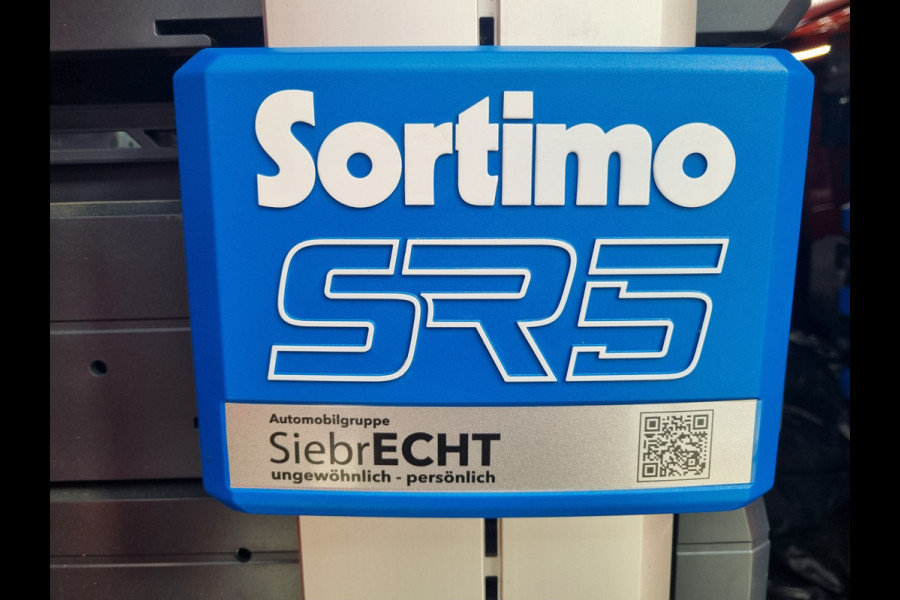 Sortimo
SR5
Automobilgruppe
SiebrECHT
ungewöhnlich - persönlich